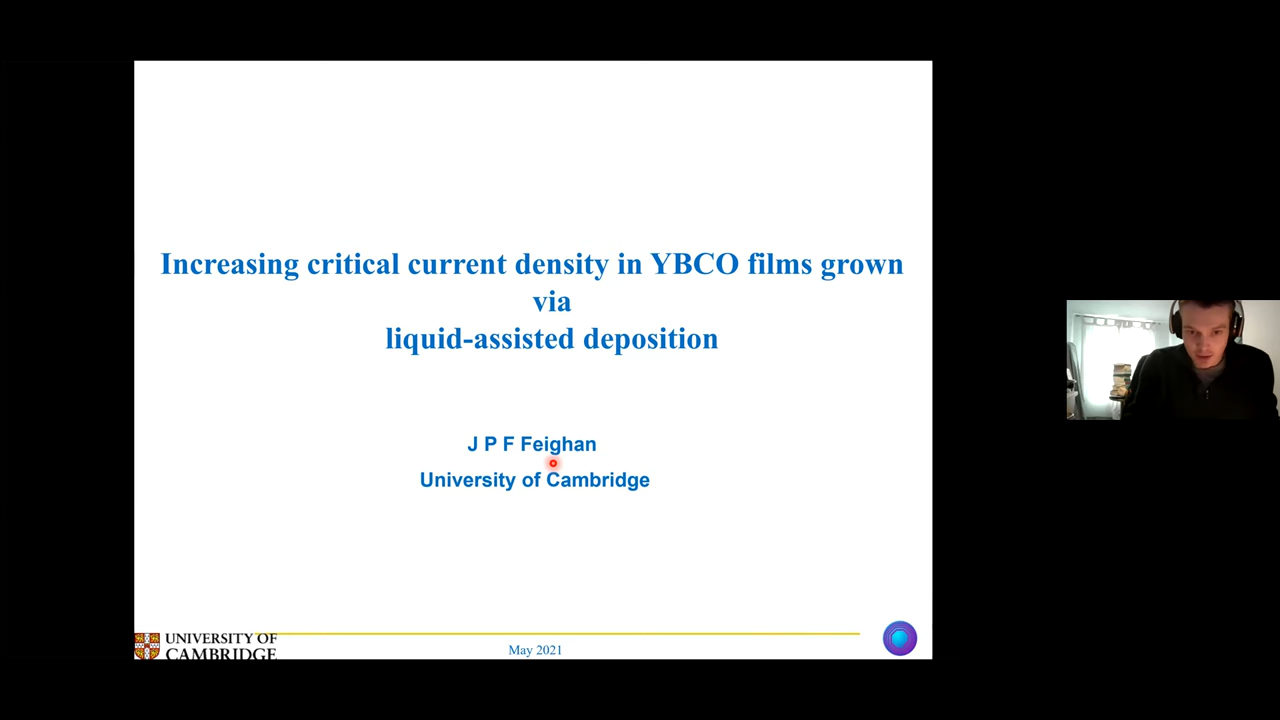 Increasing critical current density in YBCO films grown
via
liquid-assisted deposition
J P F Feighan
University of Cambridge
UNIVERSITY OF
CAMBRIDGE
May 2021